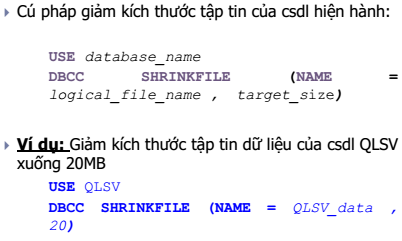 ▸ Cú pháp giảm kích thước tập tin của csdl hiện hành:
USE database_name
DBCC SHRINKFILE (NAME =
logical_file_name , target_size)
▸ Ví dụ: Giảm kích thước tập tin dữ liệu của csdl QLSV
xuống 20MB
USE QLSV
DBCC SHRINKFILE (NAME = QLSV_data ,
20)